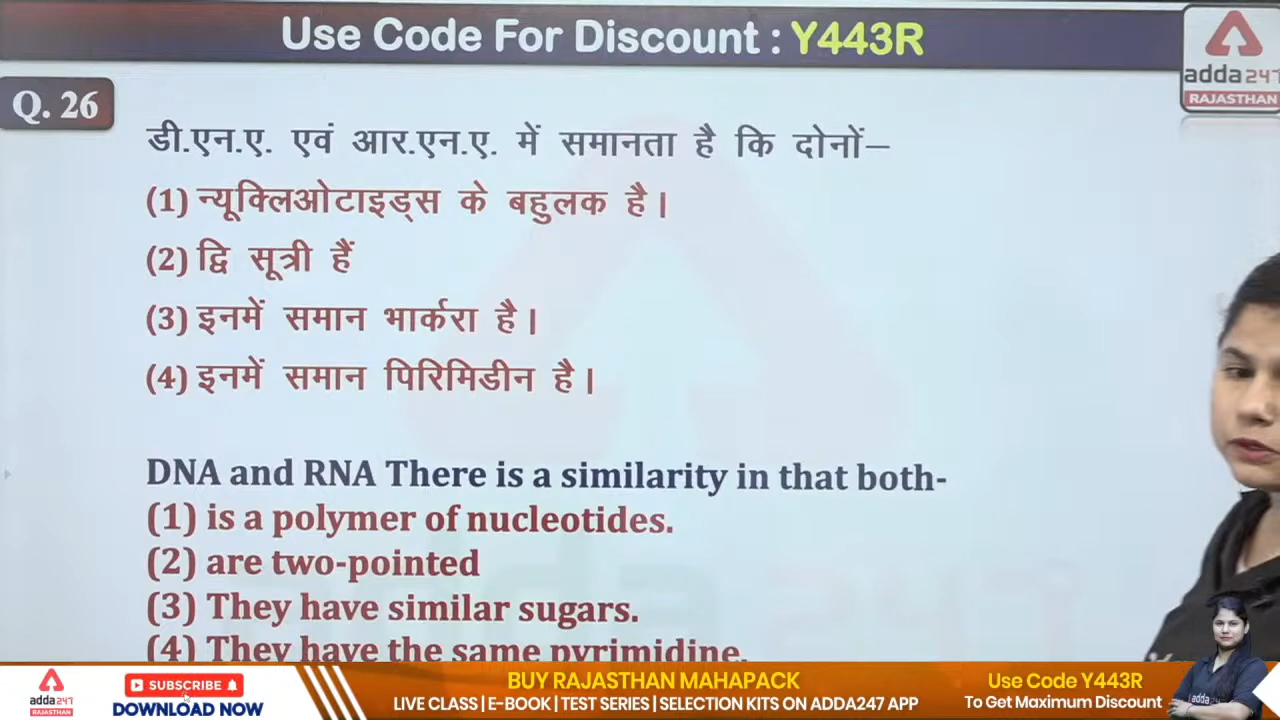 Use Code For Discount : Y443R
adda247
RAJASTHAN
Q. 26
डी.एन.ए. एवं आर.एन.ए. में समानता है कि दोनों–
(1) न्यूक्लिओटाइड्स के बहुलक है।
(2) द्वि सूत्री हैं
(3) इनमें समान भार्करा है।
(4) इनमें समान पिरिमिडीन है।
DNA and RNA There is a similarity in that both-
(1) is a polymer of nucleotides.
(2) are two-pointed
(3) They have similar sugars.
(4) They have the same pyrimidine.
adda247
RAJASTHAN
SUBSCRIBE
DOWNLOAD NOW
BUY RAJASTHAN MAHAPACK
LIVE CLASS | E-BOOK | TEST SERIES | SELECTION KITS ON ADDA247 APP
Use Code Y443R
To Get Maximum Discount